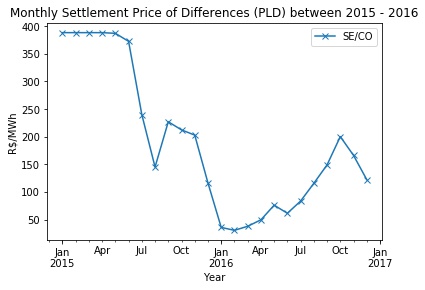 Monthly Settlement Price of Differences (PLD) between 2015 - 2016
400
350
300
250
200
150
100
50
R$/MWh
SE/CO
Jan Apr Jul Oct Jan Apr Jul Oct Jan
2015 2016 2017
Year